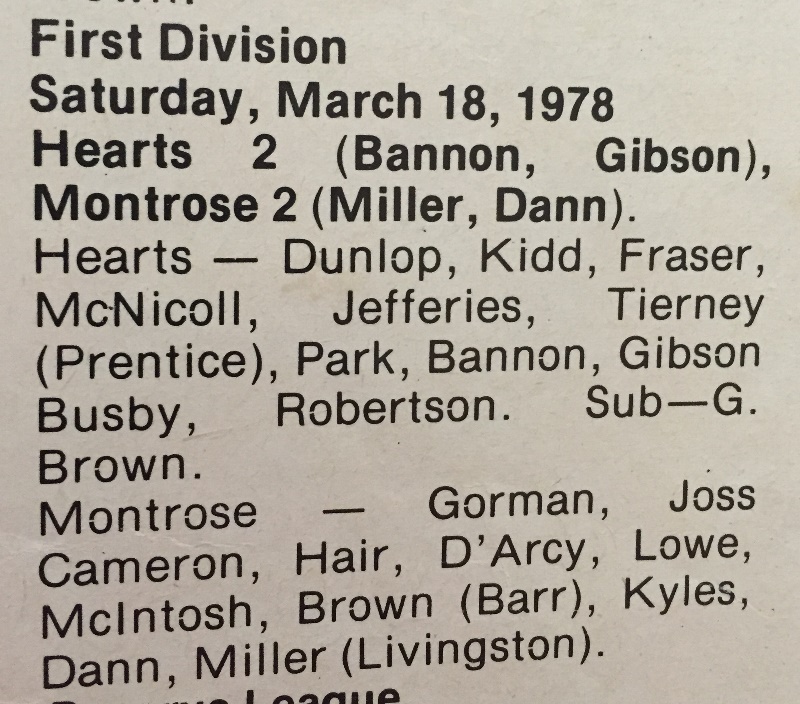 First Division
Saturday, March 18, 1978
Hearts 2 (Bannon, Gibson),
Montrose 2 (Miller, Dann).
Hearts — Dunlop, Kidd, Fraser,
McNicoll, Jefferies, Tierney
(Prentice), Park, Bannon, Gibson
Busby, Robertson. Sub—G.
Brown.
Montrose — Gorman, Joss
Cameron, Hair, D'Arcy, Lowe,
McIntosh, Brown (Barr), Kyles,
Dann, Miller (Livingston).
League